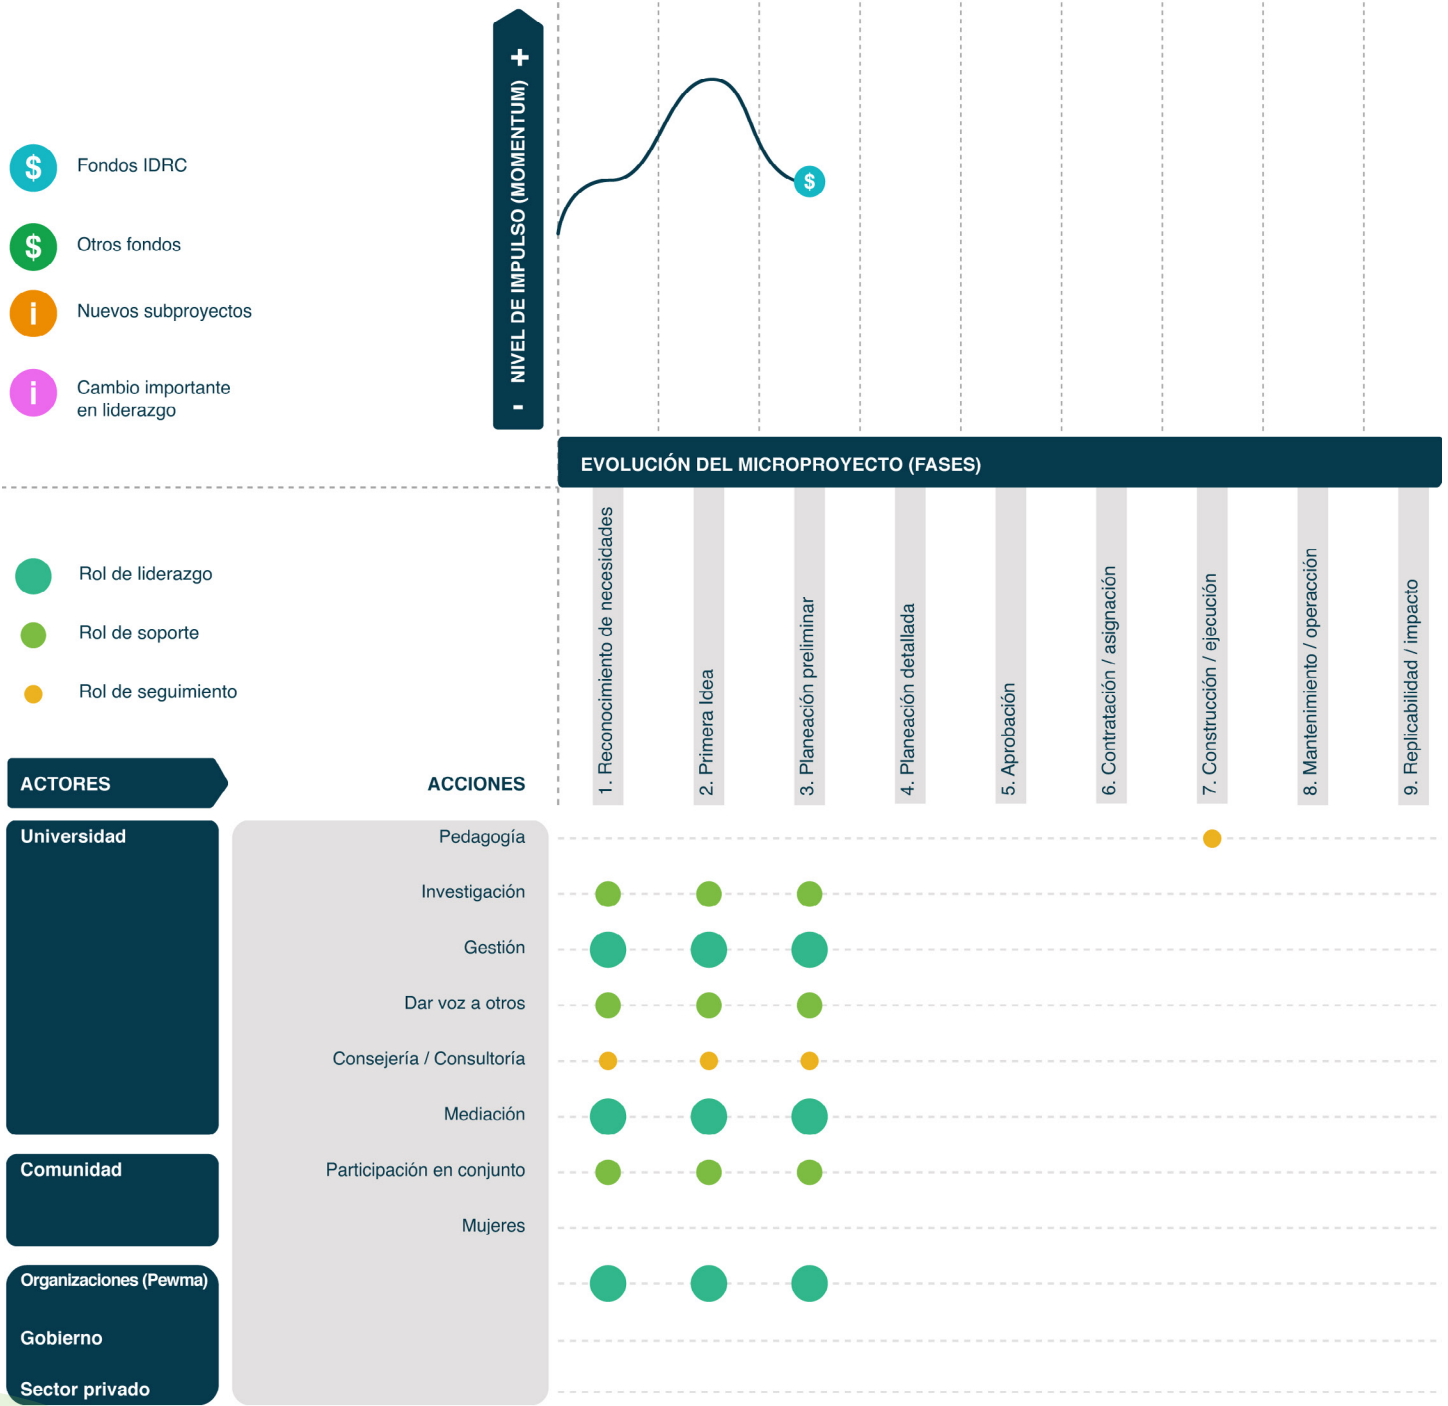 $ Fondos IDRC
$ Otros fondos
i Nuevos subproyectos
i Cambio importante
en liderazgo
- NIVEL DE IMPULSO (MOMENTUM) +
$
EVOLUCIÓN DEL MICROPROYECTO (FASES)
Rol de liderazgo
Rol de soporte
Rol de seguimiento
1. Reconocimiento de necesidades
2. Primera Idea
3. Planeación preliminar
4. Planeación detallada
5. Aprobación
6. Contratación / asignación
7. Construcción / ejecución
8. Mantenimiento / operacción
9. Replicabilidad / impacto
ACTORES
ACCIONES
Universidad
Pedagogía
Investigación
Gestión
Dar voz a otros
Consejería / Consultoría
Mediación
Comunidad
Participación en conjunto
Mujeres
Organizaciones (Pewma)
Gobierno
Sector privado